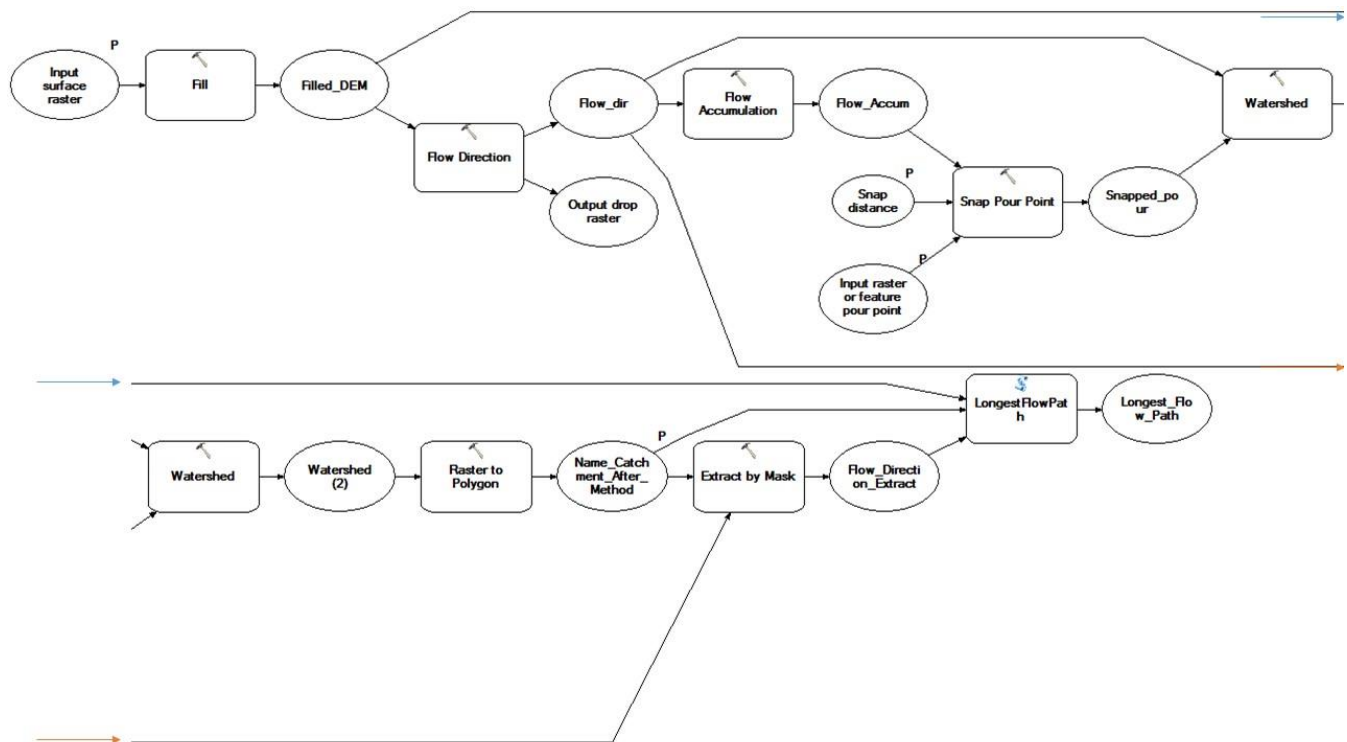 P
Input
surface
raster
Fill
Filled_DEM
Flow Direction
Flow_dir
Output drop
raster
Flow
Accumulation
Flow_Accum
P
Snap
distance
P
Input raster
or feature
pour point
Snap Pour Point
Snapped_po
ur
Watershed
Watershed
Watershed
(2)
Raster to
Polygon
P
Name_Catch
ment_After_
Method
Extract by Mask
Flow_Directi
on_Extract
LongestFlowPat
h
Longest_Flo
w_Path